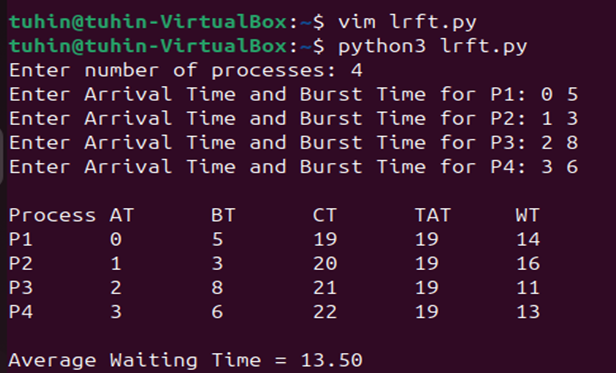 tuhin@tuhin-VirtualBox:~$ vim lrft.py
tuhin@tuhin-VirtualBox:~$ python3 lrft.py
Enter number of processes: 4
Enter Arrival Time and Burst Time for P1: 0 5
Enter Arrival Time and Burst Time for P2: 1 3
Enter Arrival Time and Burst Time for P3: 2 8
Enter Arrival Time and Burst Time for P4: 3 6
Process AT BT CT TAT WT
P1 0 5 19 19 14
P2 1 3 20 19 16
P3 2 8 21 19 11
P4 3 6 22 19 13
Average Waiting Time = 13.50